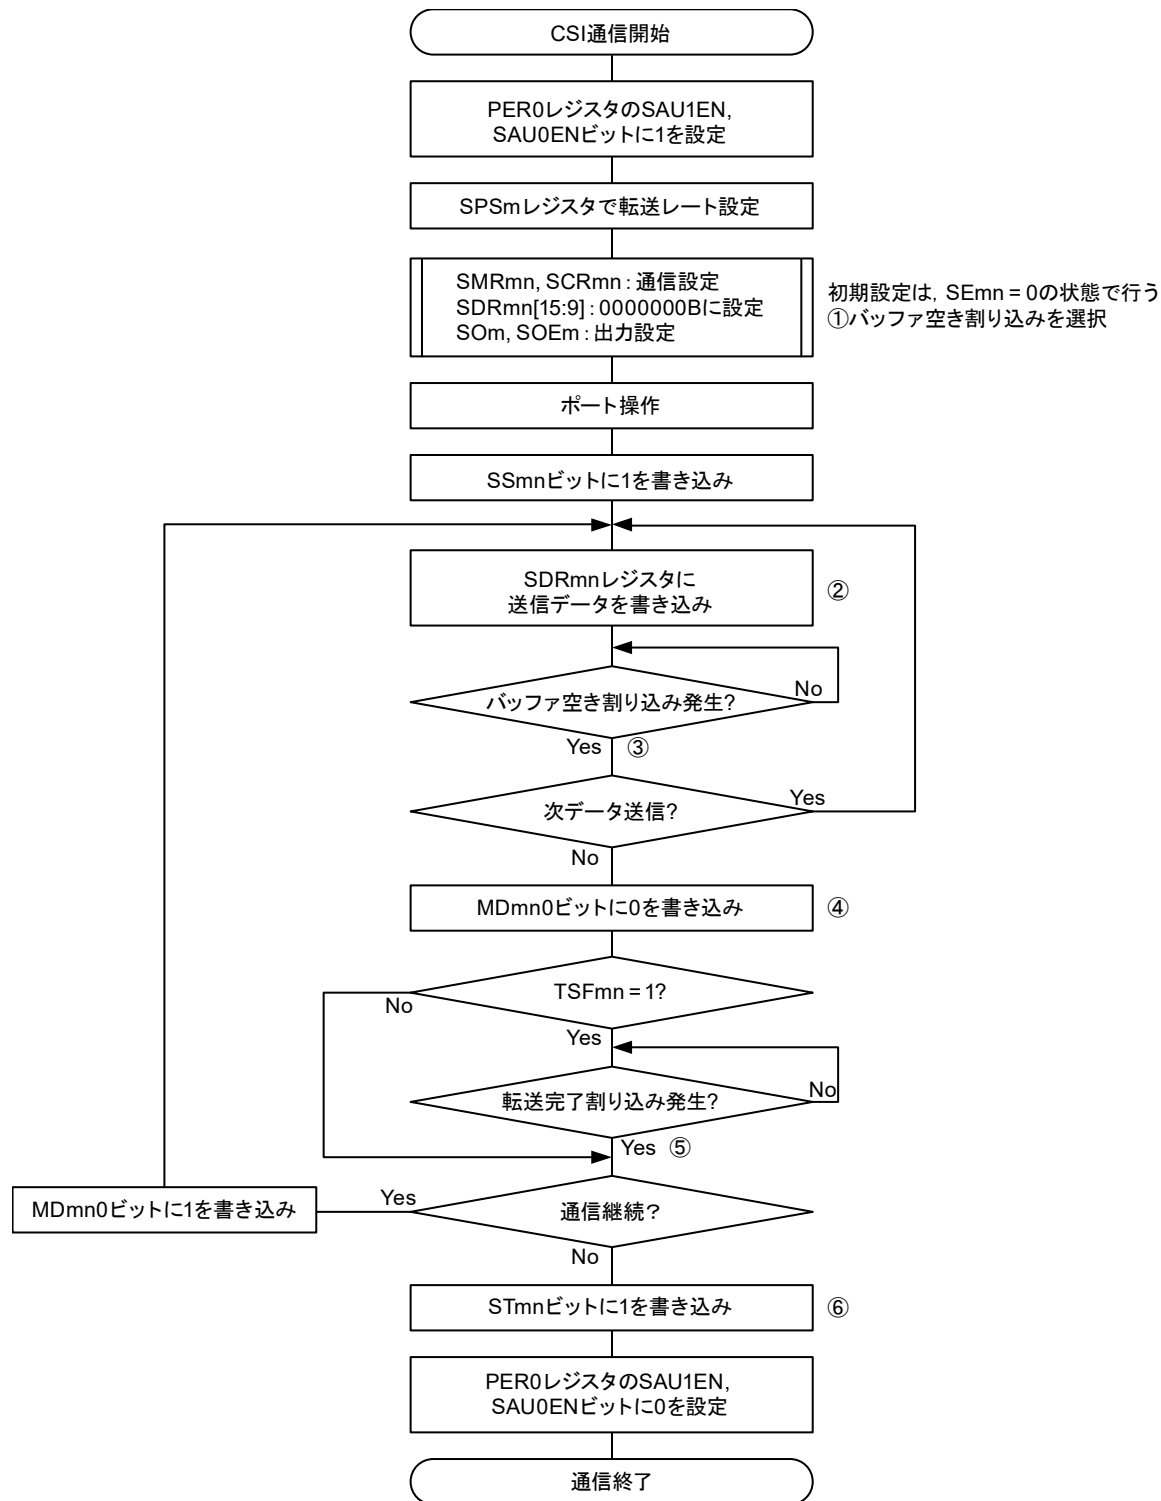 CSI通信開始
PER0レジスタのSAU1EN,
SAU0ENビットに1を設定
SPSmレジスタで転送レート設定
SMRmn, SCRmn : 通信設定
SDRmn[15:9] : 0000000Bに設定
SOm, SOEm : 出力設定
初期設定は, SEmn = 0の状態で行う
①バッファ空き割り込みを選択
ポート操作
SSmnビットに1を書き込み
SDRmnレジスタに
送信データを書き込み
②
バッファ空き割り込み発生?
No
Yes
③
次データ送信?
Yes
No
MDmn0ビットに0を書き込み
④
TSFmn = 1?
No
Yes
転送完了割り込み発生?
No
Yes
⑤
通信継続?
Yes
MDmn0ビットに1を書き込み
No
STmnビットに1を書き込み
⑥
PER0レジスタのSAU1EN,
SAU0ENビットに0を設定
通信終了